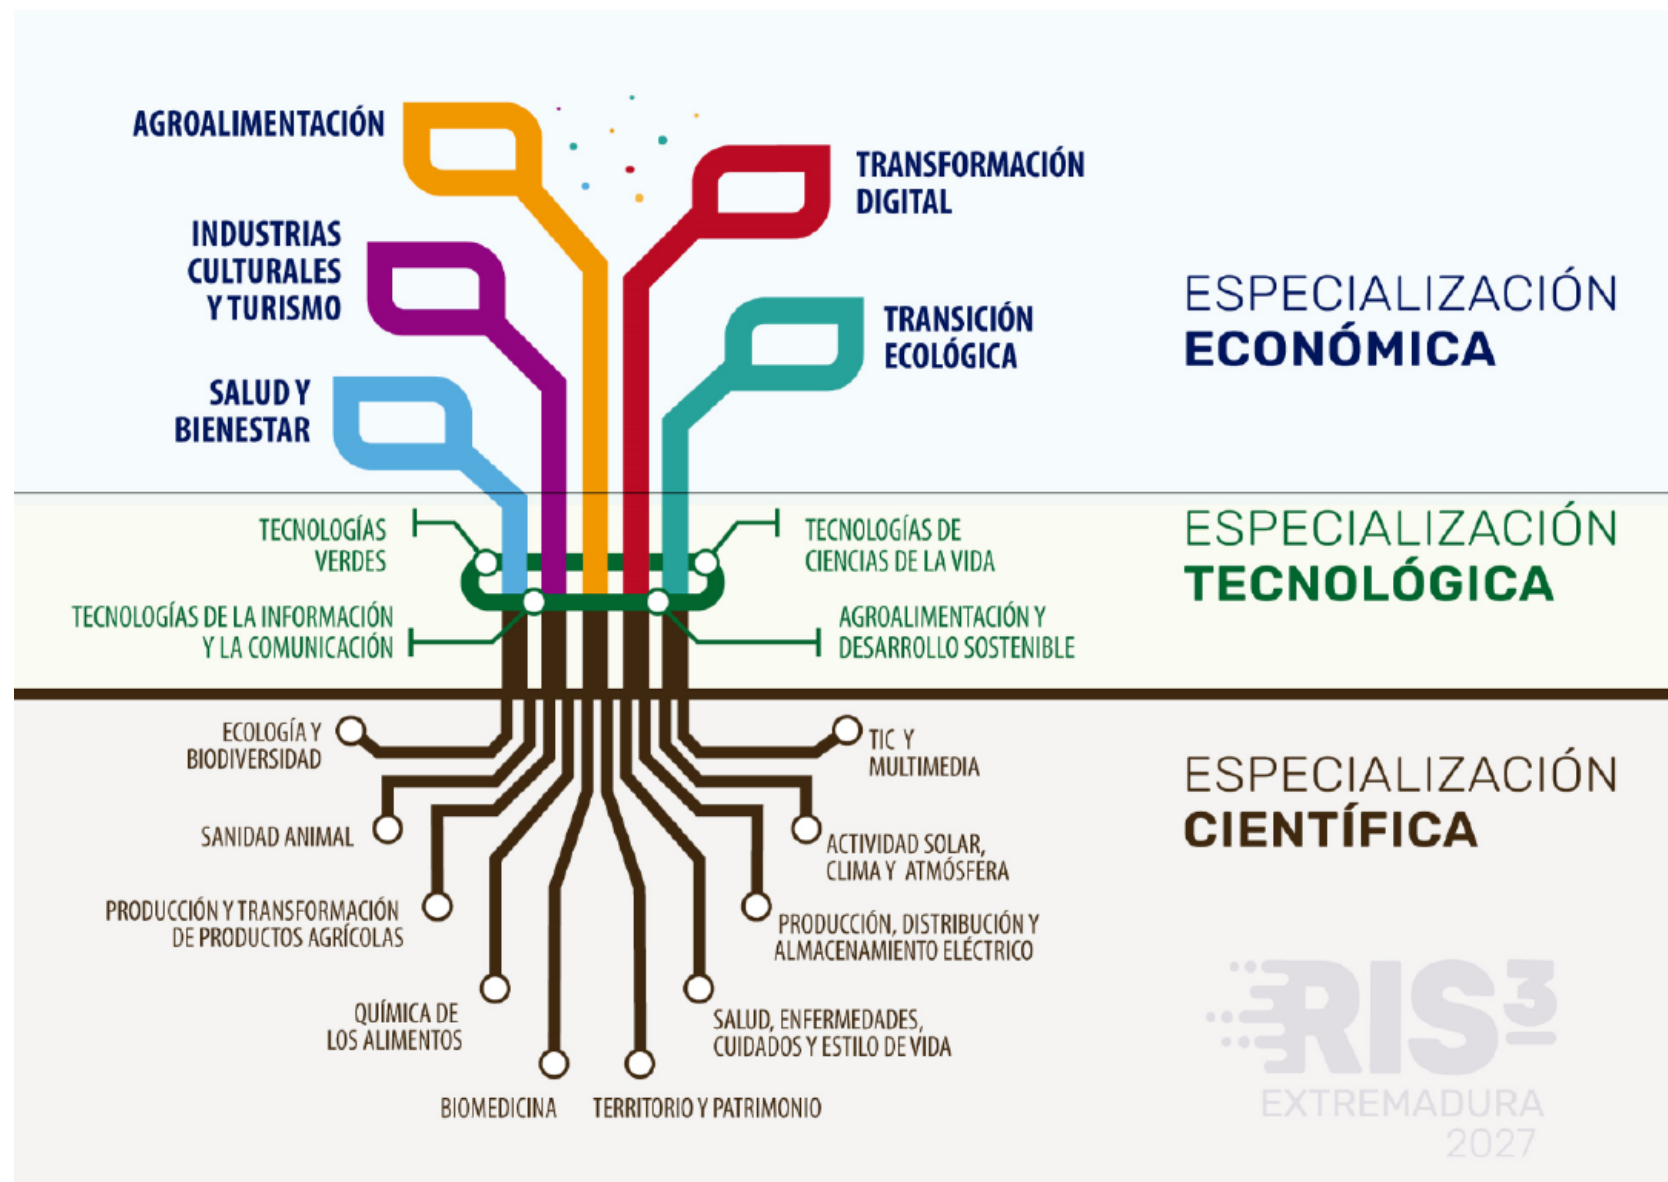 AGROALIMENTACIÓN
TRANSFORMACIÓN
DIGITAL
INDUSTRIAS
CULTURALES
Y TURISMO
TRANSICIÓN
ECOLÓGICA
SALUD Y
BIENESTAR
ESPECIALIZACIÓN
ECONÓMICA
TECNOLOGÍAS
VERDES
TECNOLOGÍAS DE
CIENCIAS DE LA VIDA
TECNOLOGÍAS DE LA INFORMACIÓN
Y LA COMUNICACIÓN
AGROALIMENTACIÓN Y
DESARROLLO SOSTENIBLE
ESPECIALIZACIÓN
TECNOLÓGICA
ECOLOGÍA Y
BIODIVERSIDAD
TIC Y
MULTIMEDIA
SANIDAD ANIMAL
ACTIVIDAD SOLAR,
CLIMA Y ATMÓSFERA
PRODUCCIÓN Y TRANSFORMACIÓN
DE PRODUCTOS AGRÍCOLAS
PRODUCCIÓN, DISTRIBUCIÓN Y
ALMACENAMIENTO ELÉCTRICO
QUÍMICA DE
LOS ALIMENTOS
SALUD, ENFERMEDADES,
CUIDADOS Y ESTILO DE VIDA
BIOMEDICINA
TERRITORIO Y PATRIMONIO
ESPECIALIZACIÓN
CIENTÍFICA
RIS3
EXTREMADURA
2027